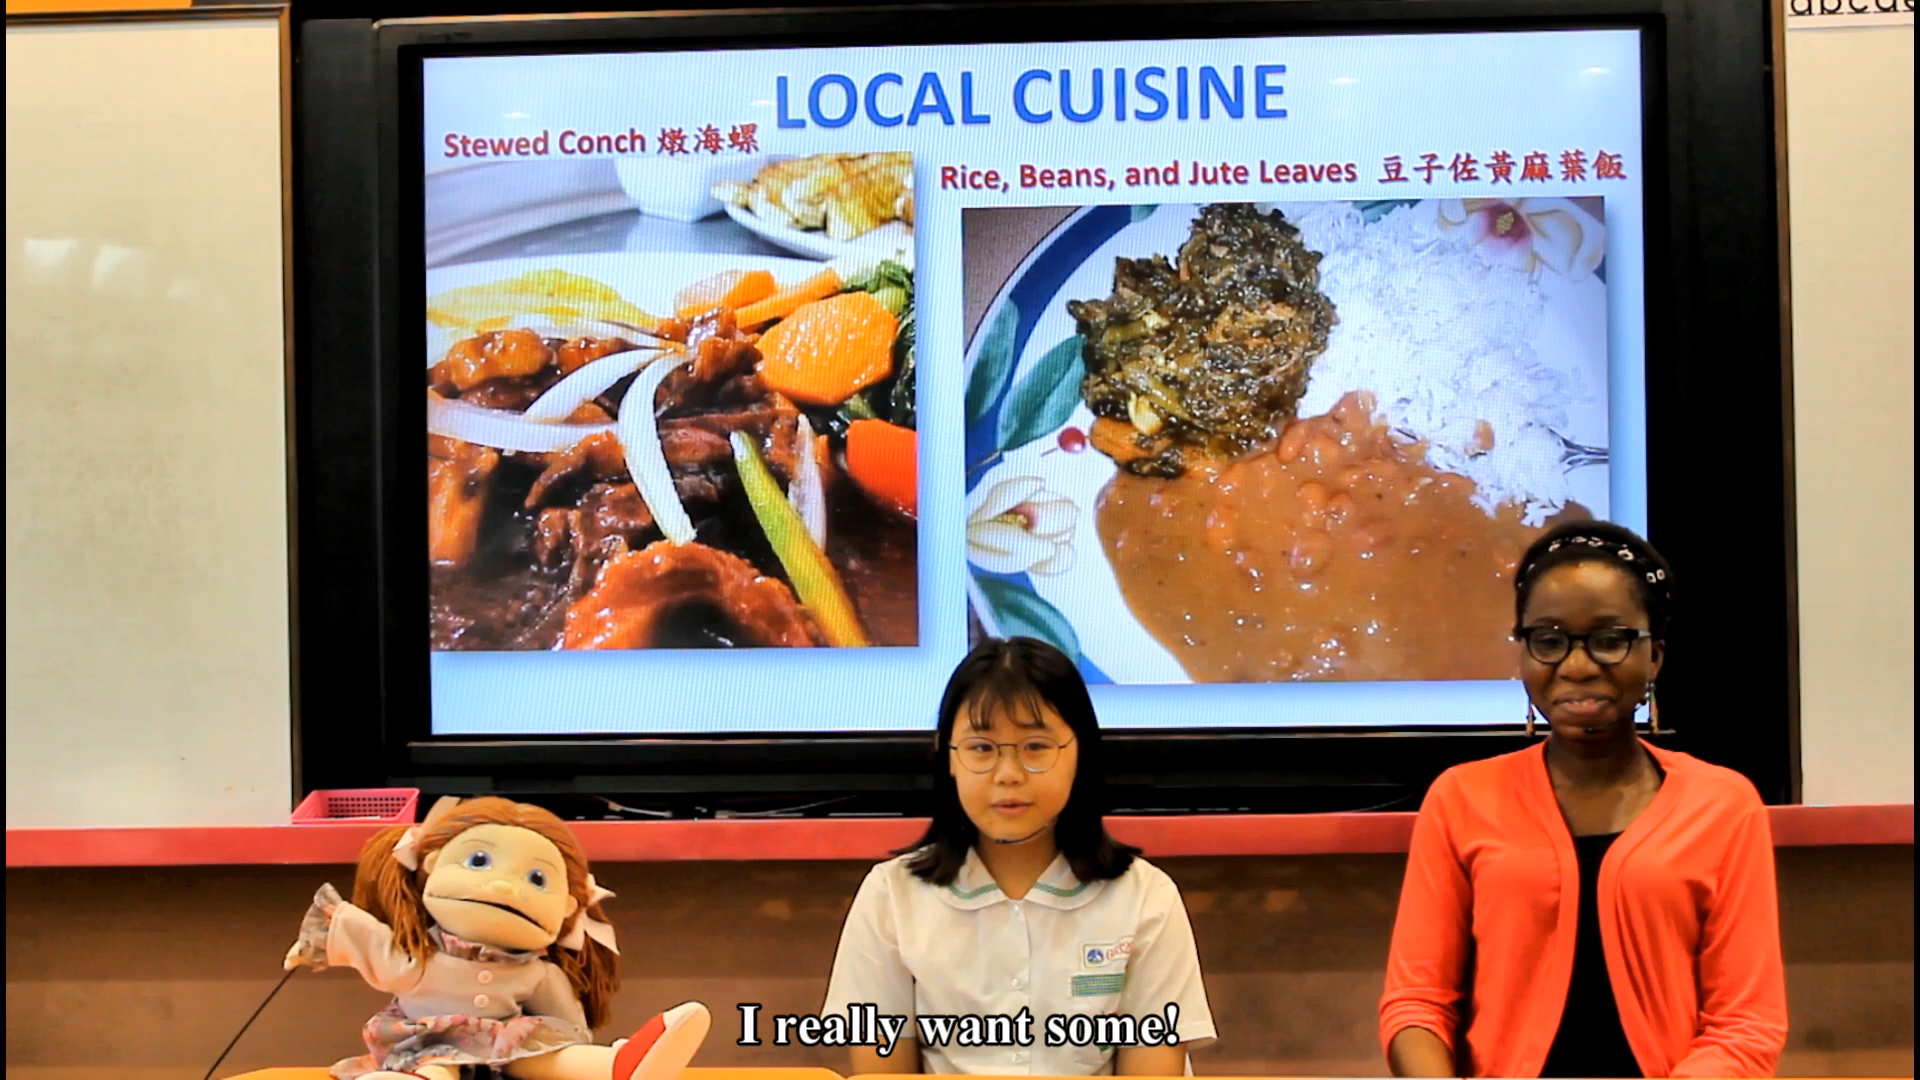 abcde
LOCAL CUISINE
Stewed Conch 燉海螺
Rice, Beans, and Jute Leaves 豆子佐黃麻葉飯
I really want some!